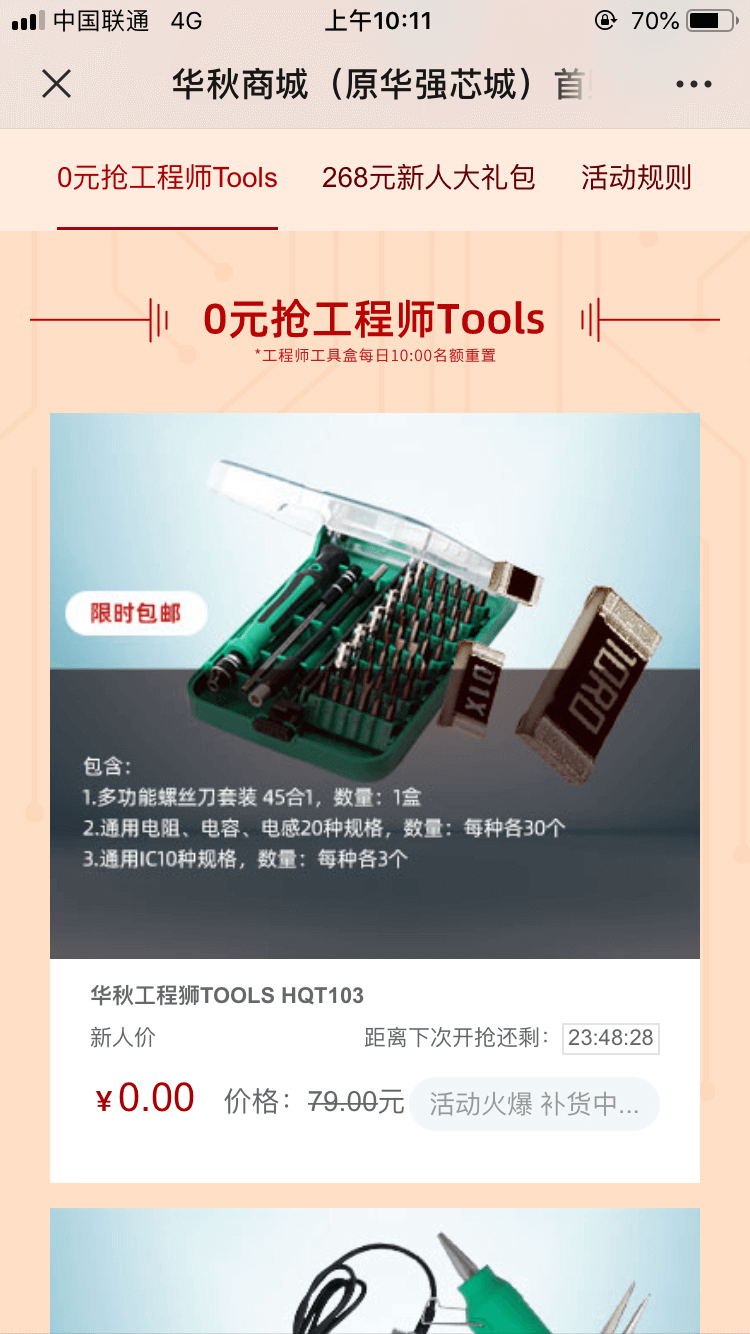 中国联通 4G 上午10:11 70%
华秋商城（原华强芯城）首
0元抢工程师Tools 268元新人大礼包 活动规则
0元抢工程师Tools
*工程师工具盒每日10:00名额重置
限时包邮
01X
10R0
包含：
1.多功能螺丝刀套装 45合1，数量：1盒
2.通用电阻、电容、电感20种规格，数量：每种各30个
3.通用IC10种规格，数量：每种各3个
华秋工程狮TOOLS HQT103
新人价 距离下次开抢还剩： 23:48:28
¥0.00 价格：79.00元 活动火爆 补货中...